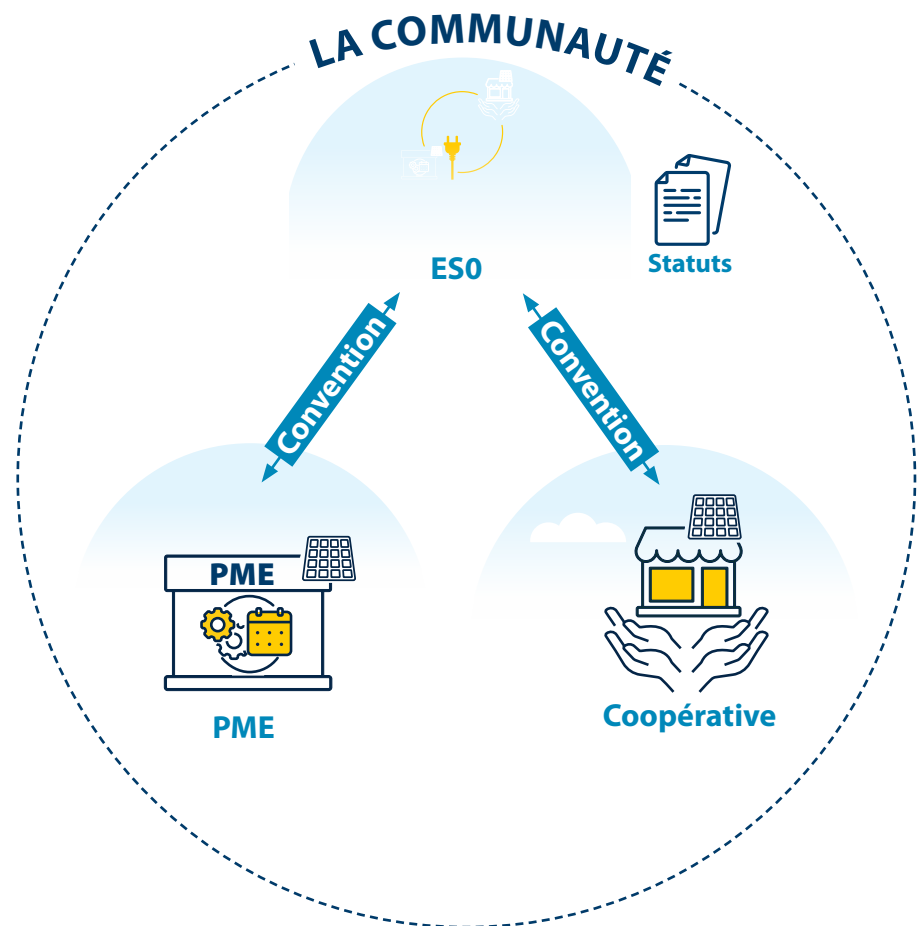 LA COMMUNAUTÉ
Statuts
ES0
Convention
Convention
PME
PME
Coopérative